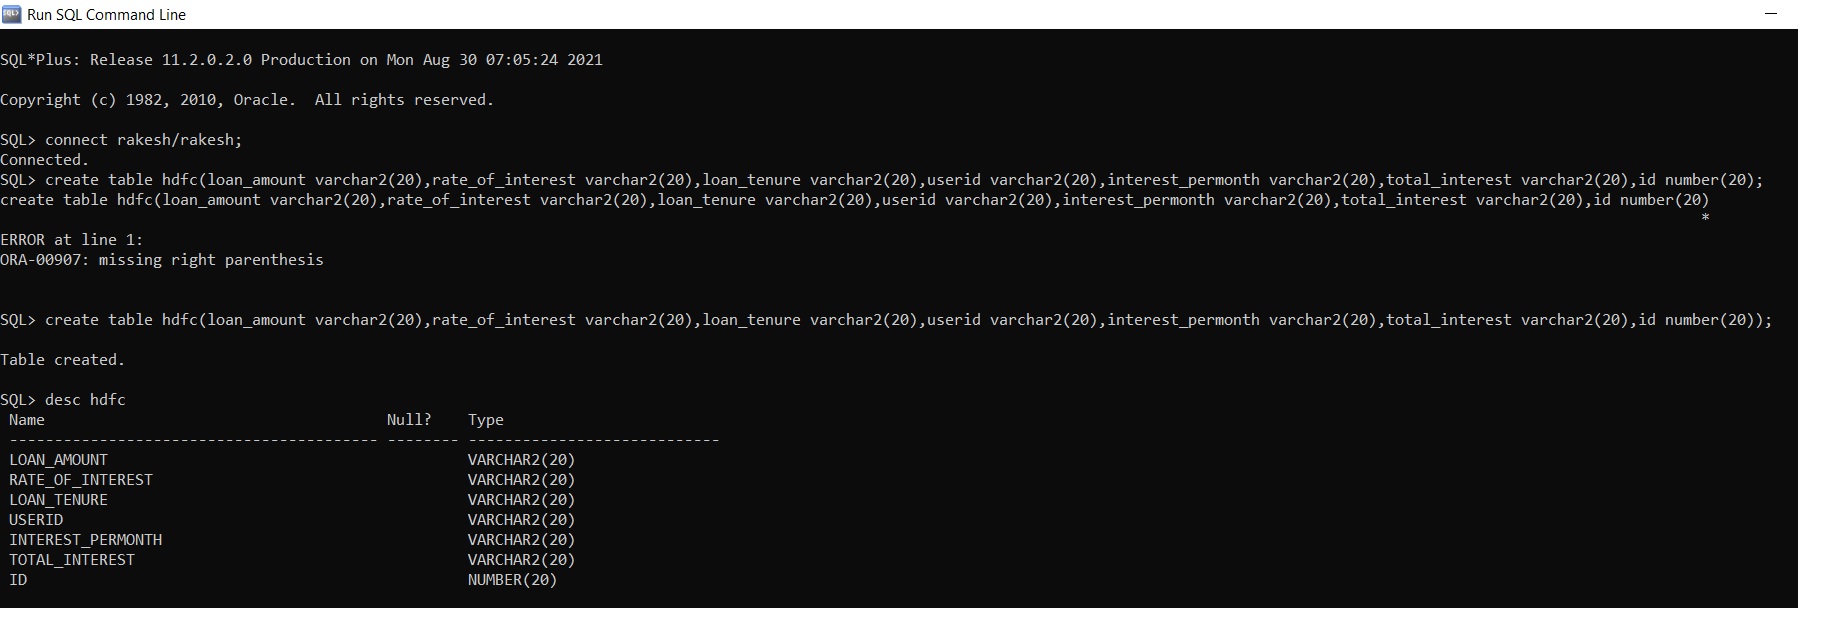 Run SQL Command Line
SQL*Plus: Release 11.2.0.2.0 Production on Mon Aug 30 07:05:24 2021
Copyright (c) 1982, 2010, Oracle.  All rights reserved.
SQL> connect rakesh/rakesh;
Connected.
SQL> create table hdfc(loan_amount varchar2(20),rate_of_interest varchar2(20),loan_tenure varchar2(20),userid varchar2(20),interest_permonth varchar2(20),total_interest varchar2(20),id number(20);
create table hdfc(loan_amount varchar2(20),rate_of_interest varchar2(20),loan_tenure varchar2(20),userid varchar2(20),interest_permonth varchar2(20),total_interest varchar2(20),id number(20)
*
ERROR at line 1:
ORA-00907: missing right parenthesis
SQL> create table hdfc(loan_amount varchar2(20),rate_of_interest varchar2(20),loan_tenure varchar2(20),userid varchar2(20),interest_permonth varchar2(20),total_interest varchar2(20),id number(20));
Table created.
SQL> desc hdfc
Name                                      Null?    Type
----------------------------------------- -------- ----------------------------
LOAN_AMOUNT                                        VARCHAR2(20)
RATE_OF_INTEREST                                   VARCHAR2(20)
LOAN_TENURE                                        VARCHAR2(20)
USERID                                             VARCHAR2(20)
INTEREST_PERMONTH                                  VARCHAR2(20)
TOTAL_INTEREST                                     VARCHAR2(20)
ID                                                 NUMBER(20)